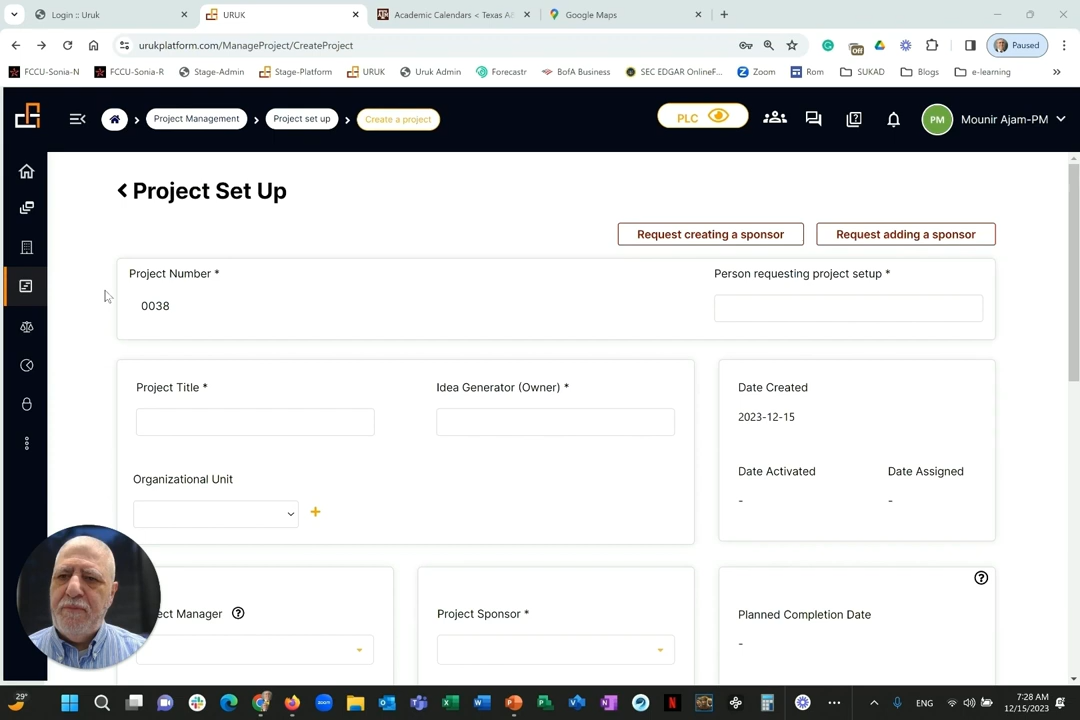 Login :: Uruk
URUK
Academic Calendars < Texas A&
Google Maps
urukplatform.com/ManageProject/CreateProject
Off
Paused
FCCU-Sonia-N
FCCU-Sonia-R
Stage-Admin
Stage-Platform
URUK
Uruk Admin
Forecastr
BofA Business
SEC EDGAR OnlineF...
Zoom
Rom
SUKAD
Blogs
e-learning
Project Management
Project set up
Create a project
PLC
PM
Mounir Ajam-PM
Project Set Up
Request creating a sponsor
Request adding a sponsor
Project Number *
Person requesting project setup *
0038
Project Title *
Idea Generator (Owner) *
Date Created
2023-12-15
Organizational Unit
Date Activated
Date Assigned
-
-
ect Manager
Project Sponsor *
Planned Completion Date
-
29°
ENG
7:28 AM
12/15/2023